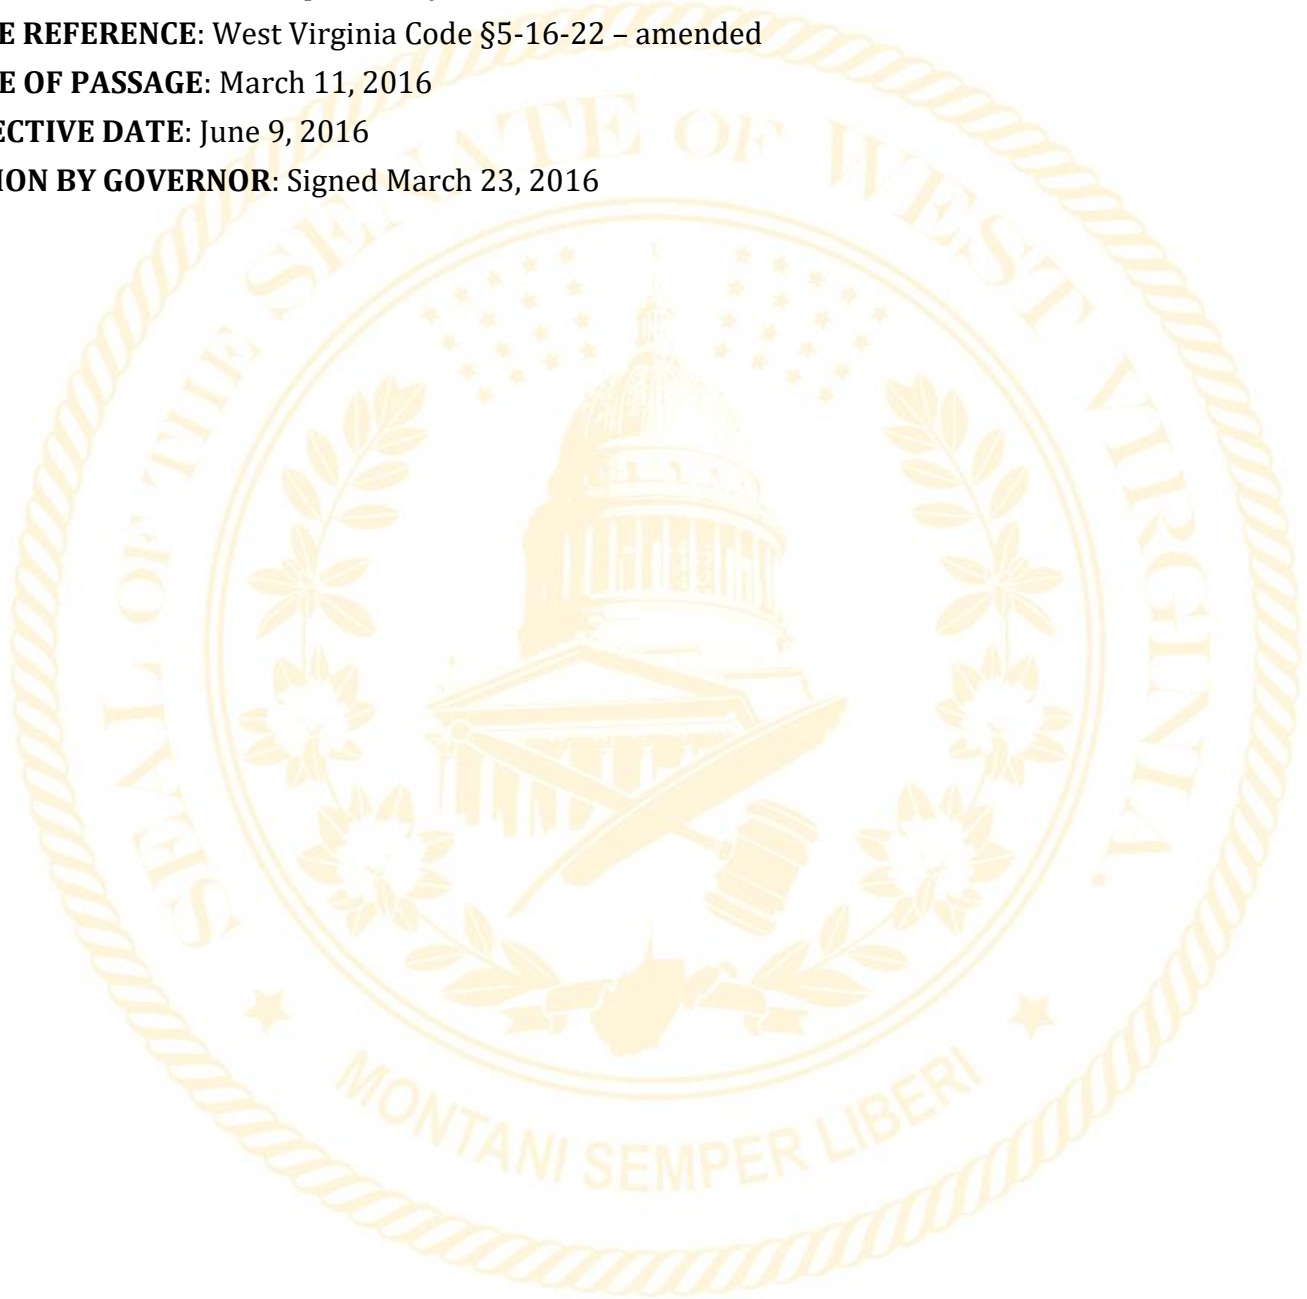 E REFERENCE: West Virginia Code §5-16-22 – amended
E OF PASSAGE: March 11, 2016
ECTIVE DATE: June 9, 2016
ION BY GOVERNOR: Signed March 23, 2016
SEAL OF THE SENATE OF WEST VIRGINIA
MONTANI SEMPER LIBERI